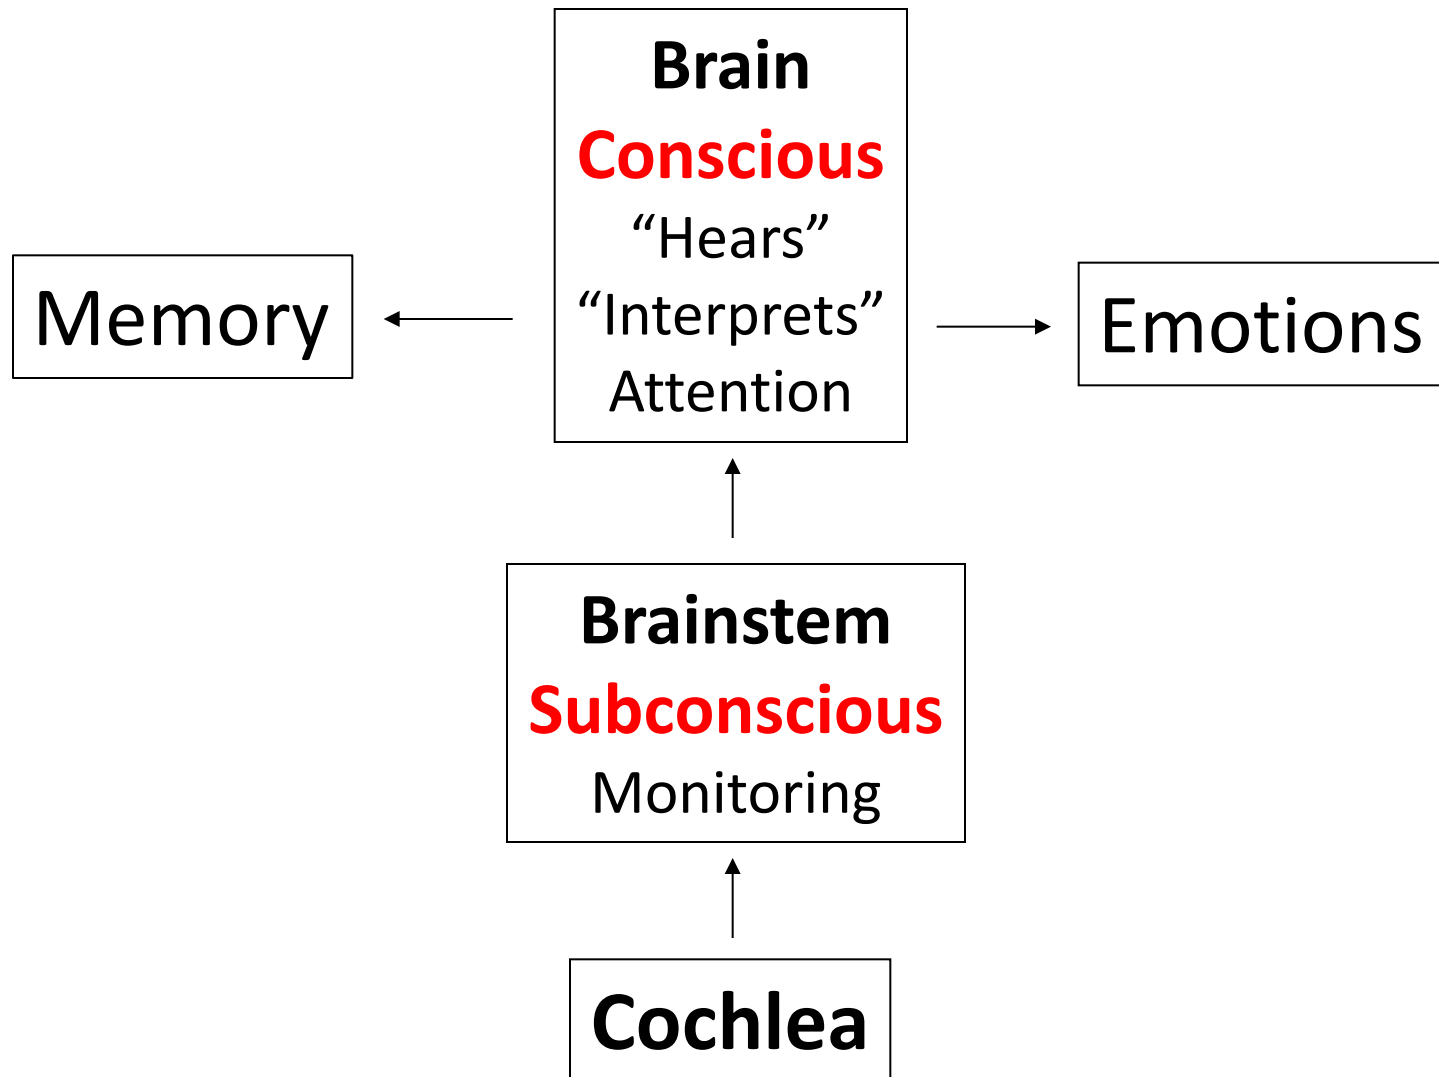 Brain
Conscious
“Hears”
“Interprets”
Attention
Memory
Emotions
Brainstem
Subconscious
Monitoring
Cochlea